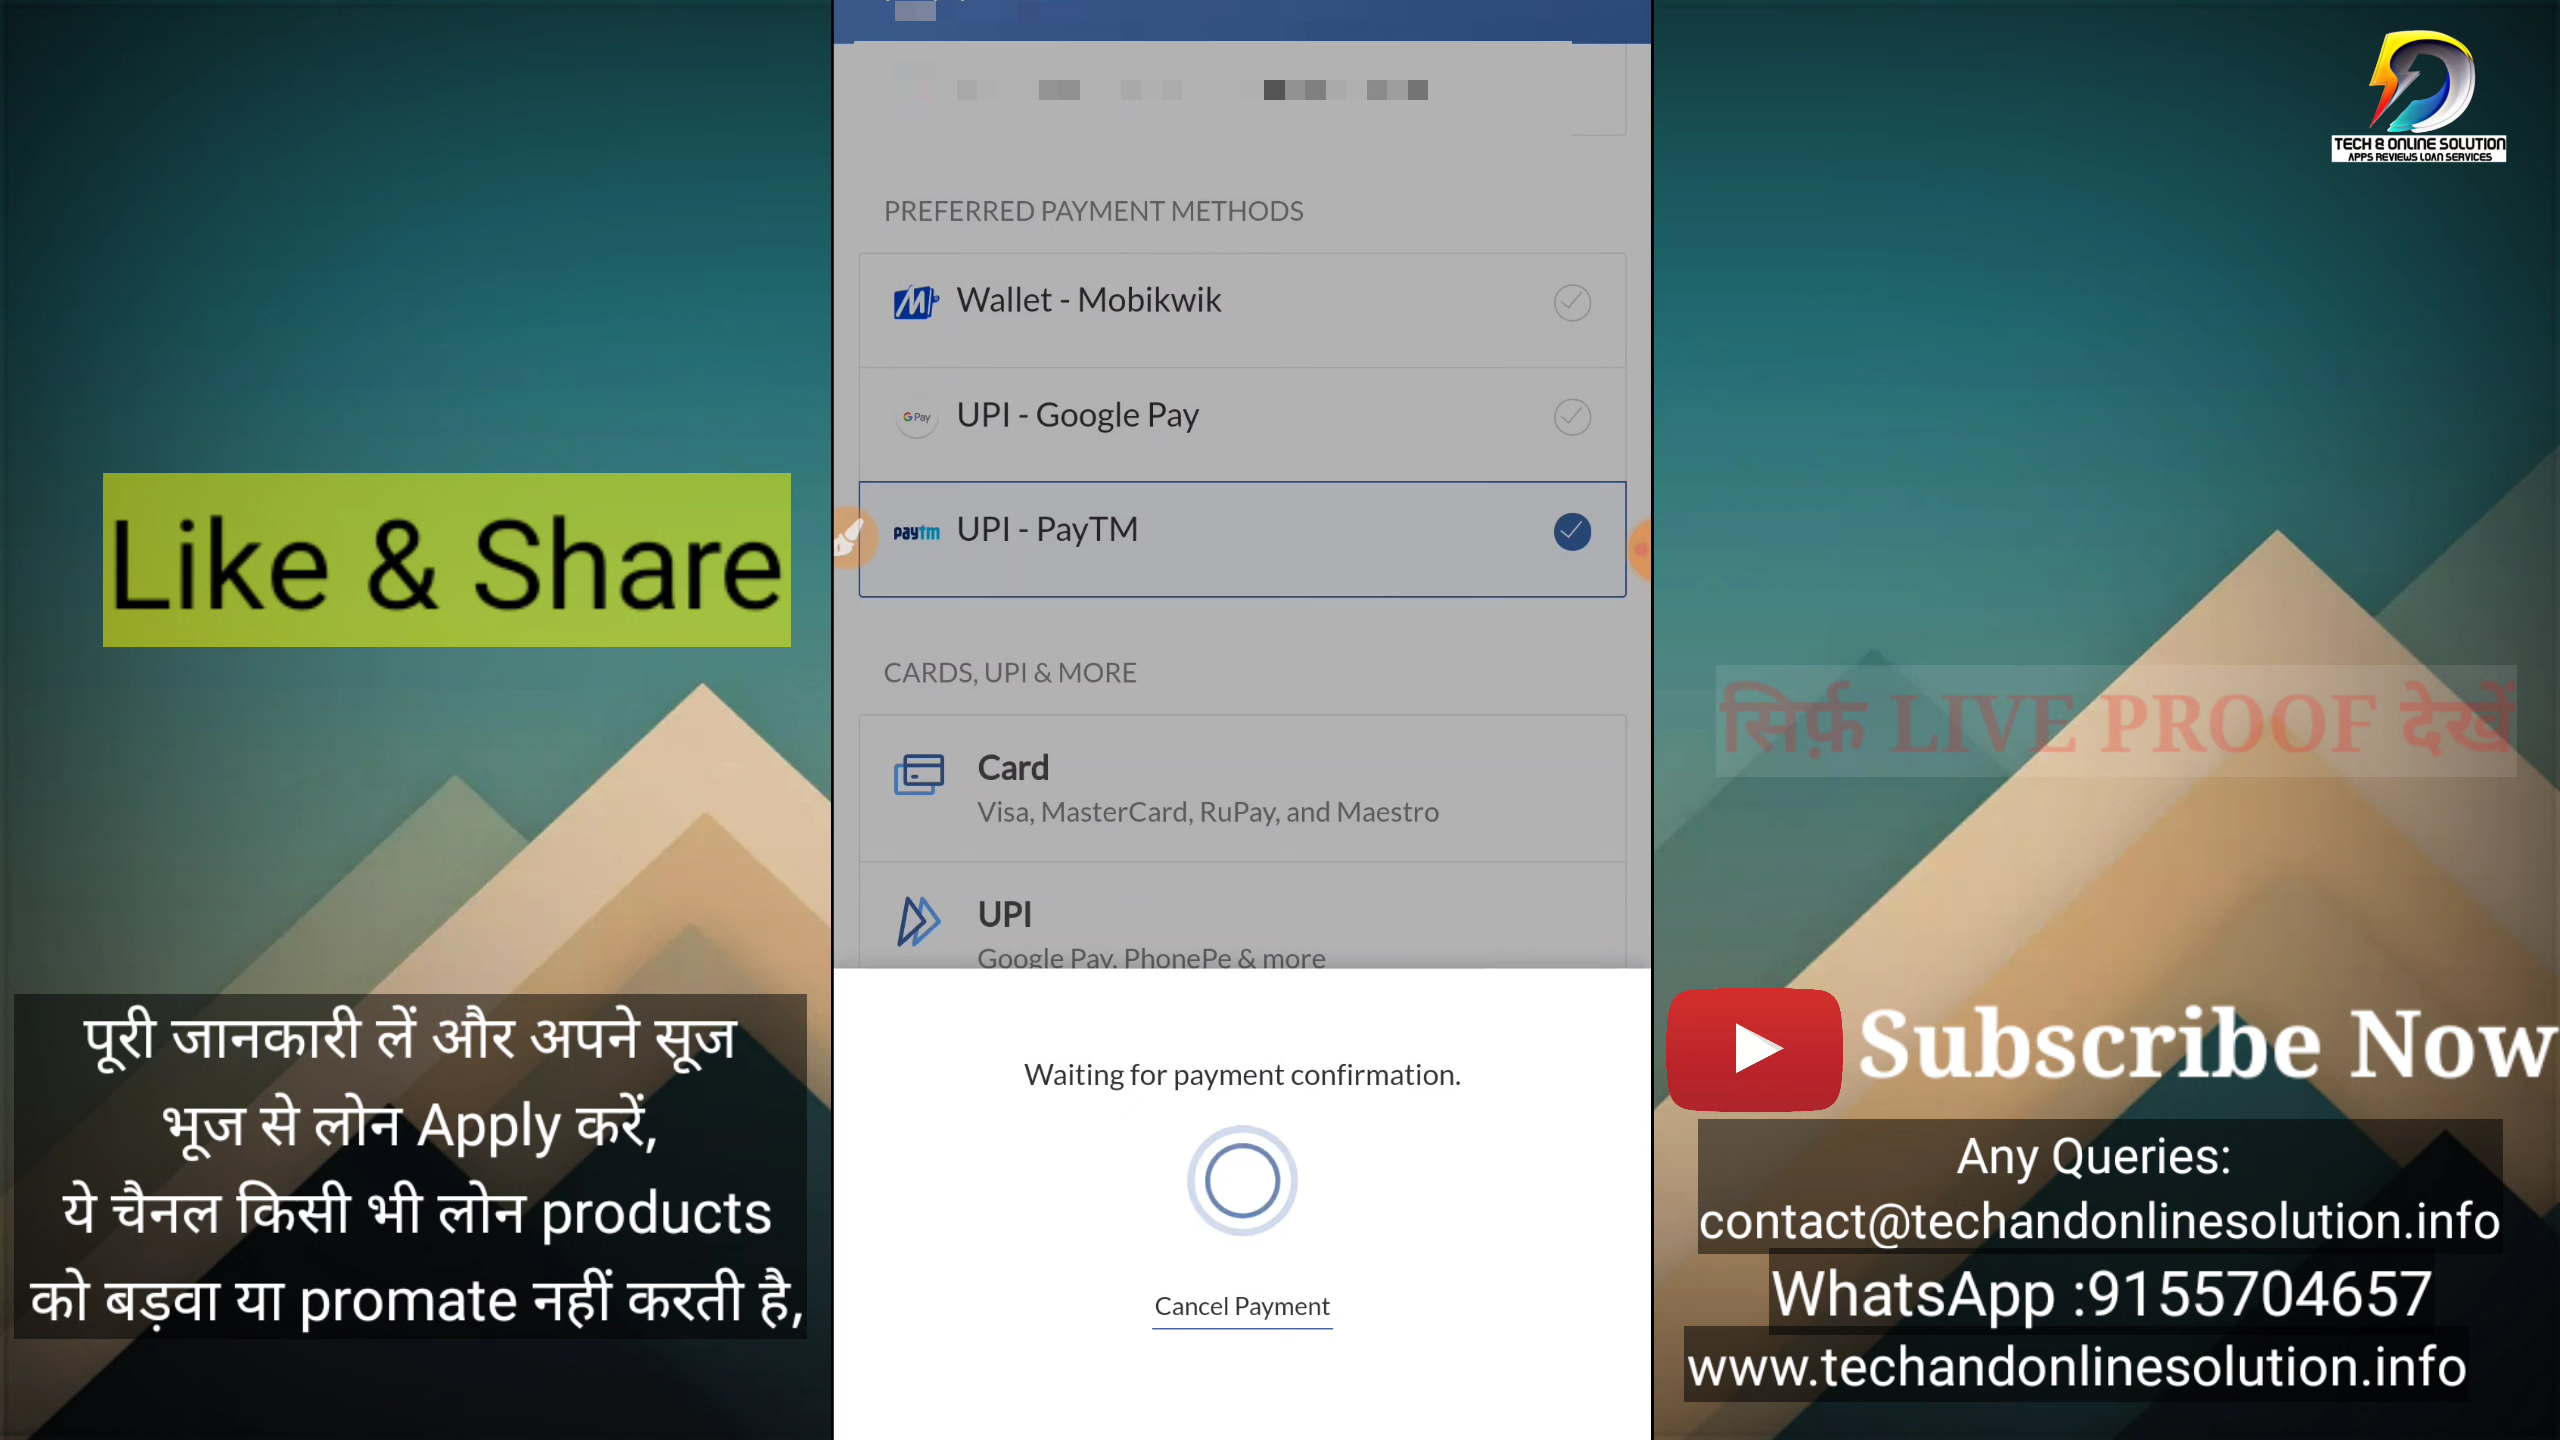 TECH & ONLINE SOLUTION
APPS REVIEWS LOAN SERVICES
PREFERRED PAYMENT METHODS
Wallet - Mobikwik
G Pay
UPI - Google Pay
paytm
UPI - PayTM
CARDS, UPI & MORE
Card
Visa, MasterCard, RuPay, and Maestro
UPI
Google Pay, PhonePe & more
Waiting for payment confirmation.
Cancel Payment
Like & Share
पूरी जानकारी लें और अपने सूज
भूज से लोन Apply करें,
ये चैनल किसी भी लोन products
को बड़वा या promate नहीं करती है,
सिर्फ़ LIVE PROOF देखें
Subscribe Now
Any Queries:
contact@techandonlinesolution.info
WhatsApp :9155704657
www.techandonlinesolution.info